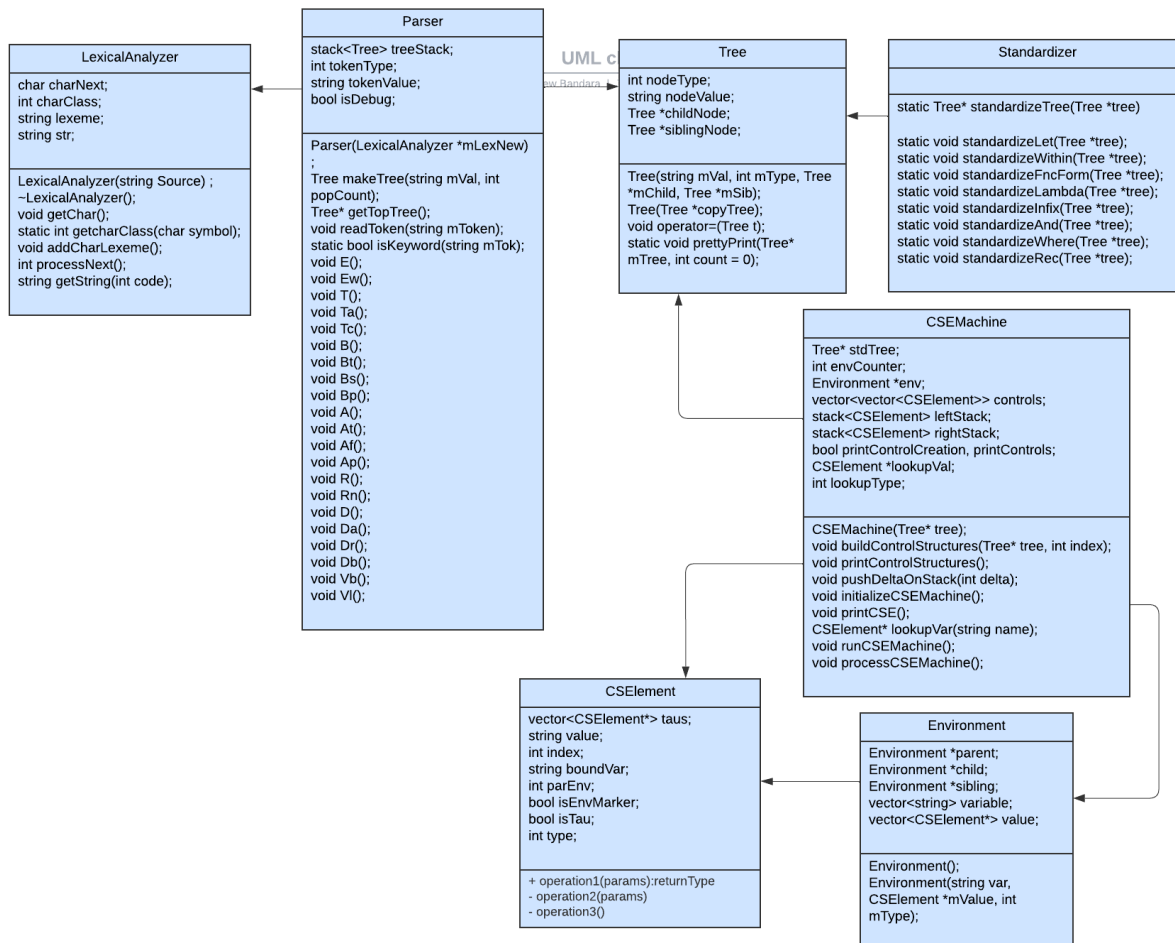 LexicalAnalyzer
char charNext;
int charClass;
string lexeme;
string str;
LexicalAnalyzer(string Source) ;
~LexicalAnalyzer();
void getChar();
static int getcharClass(char symbol);
void addCharLexeme();
int processNext();
string getString(int code);
Parser
stack<Tree> treeStack;
int tokenType;
string tokenValue;
bool isDebug;
Parser(LexicalAnalyzer *mLexNew)
;
Tree makeTree(string mVal, int
popCount);
Tree* getTopTree();
void readToken(string mToken);
static bool isKeyword(string mTok);
void E();
void Ew();
void T();
void Ta();
void Tc();
void B();
void Bt();
void Bs();
void Bp();
void A();
void At();
void Af();
void Ap();
void R();
void Rn();
void D();
void Da();
void Dr();
void Db();
void Vb();
void Vl();
UML
Bandara
Tree
int nodeType;
string nodeValue;
Tree *childNode;
Tree *siblingNode;
Tree(string mVal, int mType, Tree
*mChild, Tree *mSib);
Tree(Tree *copyTree);
void operator=(Tree t);
static void prettyPrint(Tree*
mTree, int count = 0);
Standardizer
static Tree* standardizeTree(Tree *tree)
static void standardizeLet(Tree *tree);
static void standardizeWithin(Tree *tree);
static void standardizeFncForm(Tree *tree);
static void standardizeLambda(Tree *tree);
static void standardizeInfix(Tree *tree);
static void standardizeAnd(Tree *tree);
static void standardizeWhere(Tree *tree);
static void standardizeRec(Tree *tree);
CSEMachine
Tree* stdTree;
int envCounter;
Environment *env;
vector<vector<CSElement>> controls;
stack<CSElement> leftStack;
stack<CSElement> rightStack;
bool printControlCreation, printControls;
CSElement *lookupVal;
int lookupType;
CSEMachine(Tree* tree);
void buildControlStructures(Tree* tree, int index);
void printControlStructures();
void pushDeltaOnStack(int delta);
void initializeCSEMachine();
void printCSE();
CSElement* lookupVar(string name);
void runCSEMachine();
void processCSEMachine();
CSElement
vector<CSElement*> taus;
string value;
int index;
string boundVar;
int parEnv;
bool isEnvMarker;
bool isTau;
int type;
+ operation1(params):returnType
- operation2(params)
- operation3()
Environment
Environment *parent;
Environment *child;
Environment *sibling;
vector<string> variable;
vector<CSElement*> value;
Environment();
Environment(string var,
CSElement *mValue, int
mType);